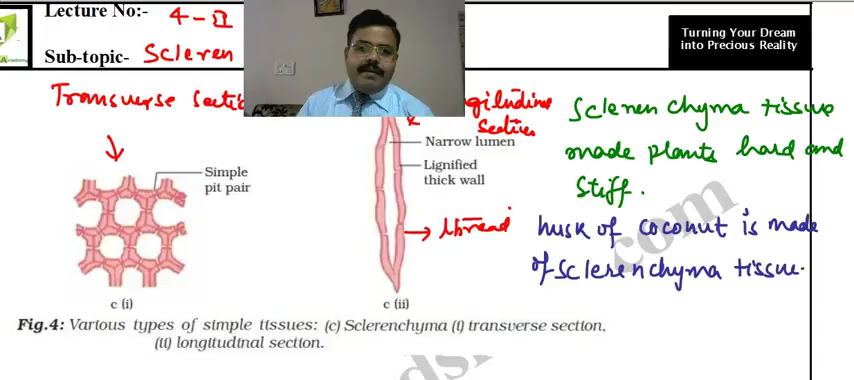 Lecture No:- 4-II
Turning Your Dream
into Precious Reality
Sub-topic- Scleren
Transverse secti
gitudinal
section
Sclerenchyma tissue
made plants hard and
stiff.
Narrow lumen
Lignified
thick wall
Simple
pit pair
husk of coconut is made
of sclerenchyma tissue.
c (i)
c (ii)
Fig.4: Various types of simple tissues: (c) Sclerenchyma (i) transverse section,
(ii) longitudinal section.
.com